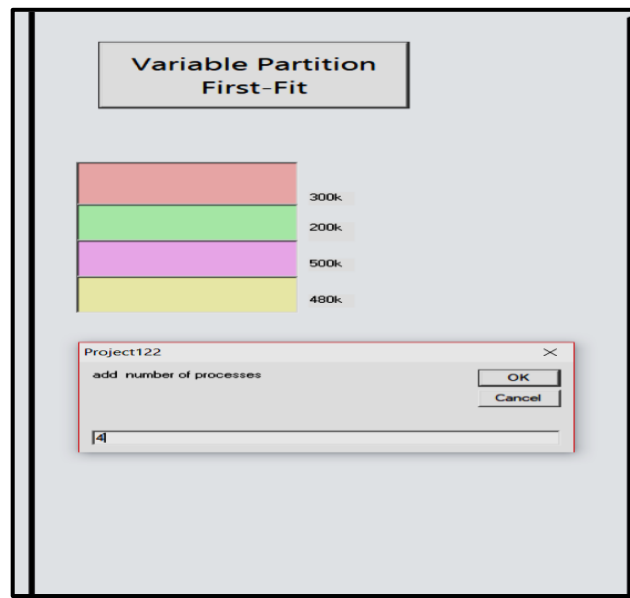 Variable Partition
First-Fit
300k
200k
500k
480k
Project122
add number of processes
OK
Cancel
4